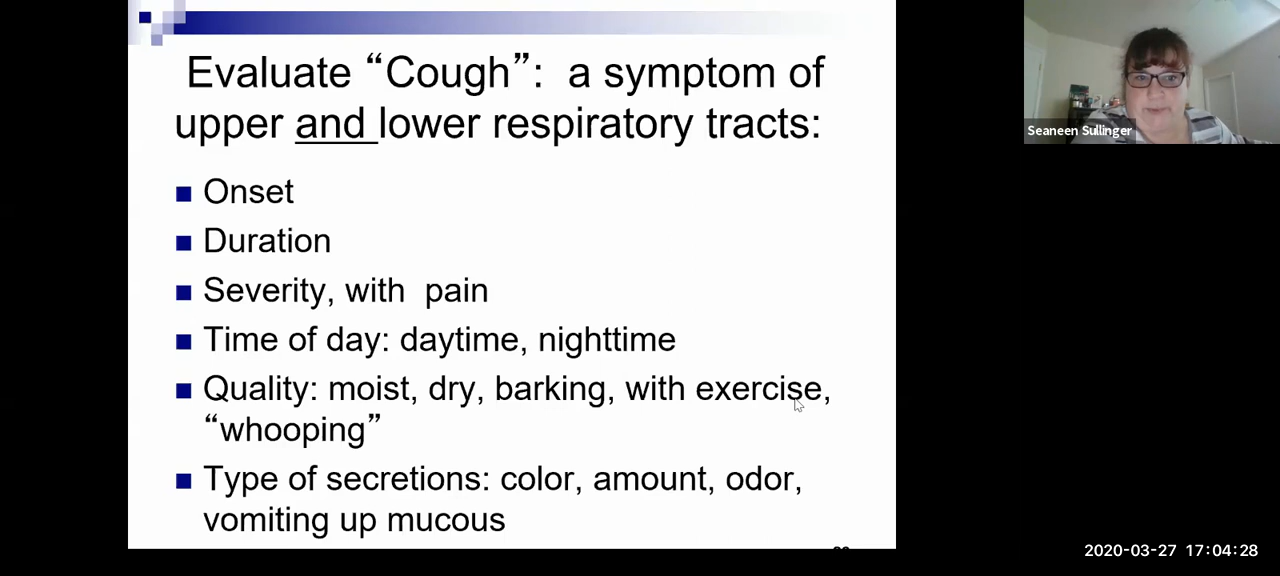 Evaluate “Cough”: a symptom of
upper and lower respiratory tracts:
Onset
Duration
Severity, with pain
Time of day: daytime, nighttime
Quality: moist, dry, barking, with exercise,
“whooping”
Type of secretions: color, amount, odor,
vomiting up mucous
Seaneen Sullinger
2020-03-27 17:04:28